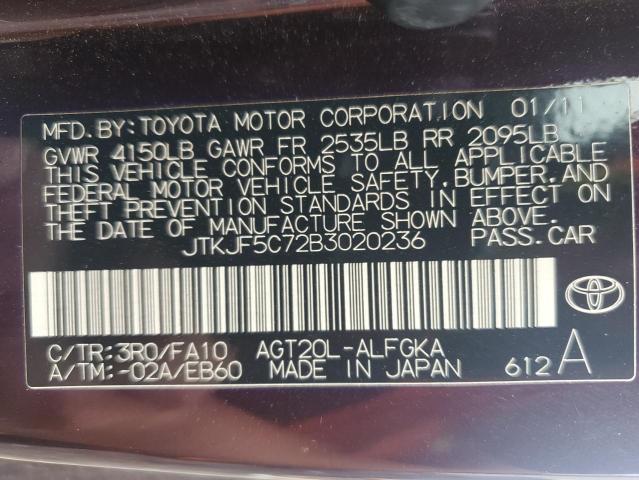 MFD.BY:TOYOTA MOTOR CORPORATION 01/11
GVWR 4150LB GAWR FR 2535LB RR 2095LB
THIS VEHICLE CONFORMS TO ALL APPLICABLE
FEDERAL MOTOR VEHICLE SAFETY,BUMPER,AND
THEFT PREVENTION STANDARDS IN EFFECT ON
THE DATE OF MANUFACTURE SHOWN ABOVE.
JTKJF5C72B3020236 PASS.CAR
C/TR:3R0/FA10 AGT20L-ALFGKA
A/TM:-02A/EB60 MADE IN JAPAN 612 A